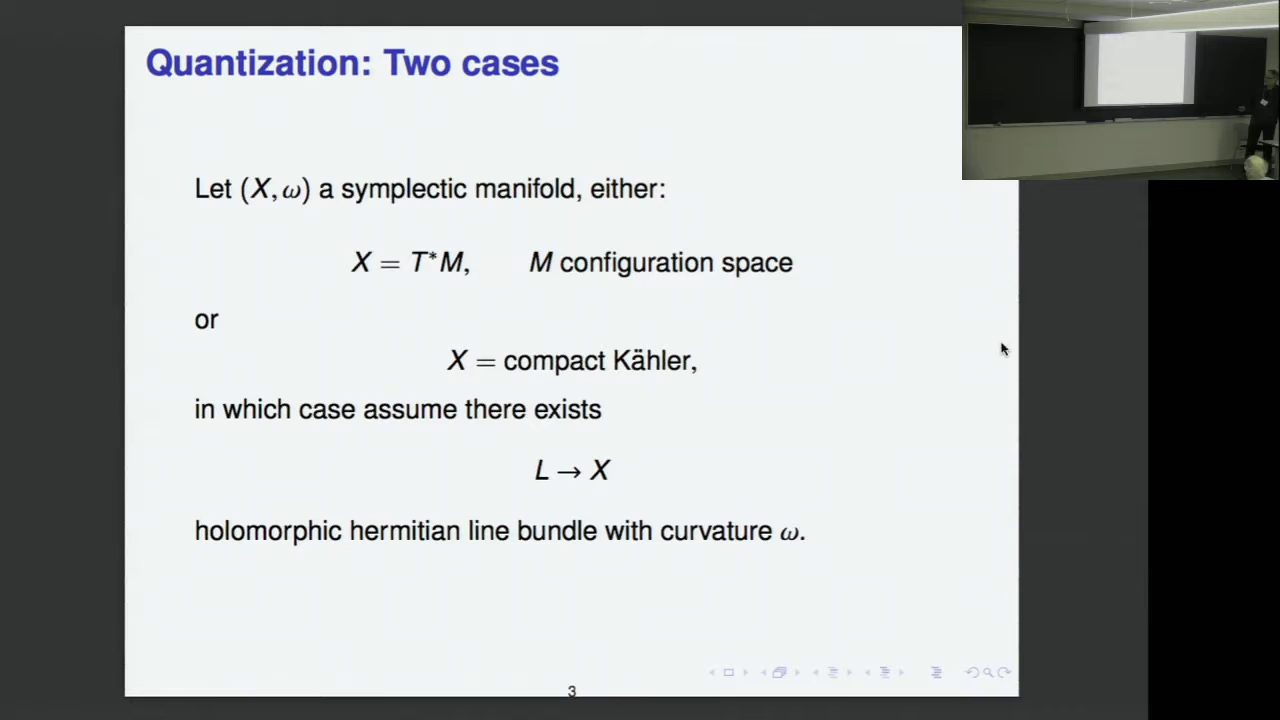 Quantization: Two cases
Let (X, ω) a symplectic manifold, either:
X = T*M, M configuration space
or
X = compact Kähler,
in which case assume there exists
L → X
holomorphic hermitian line bundle with curvature ω.
3